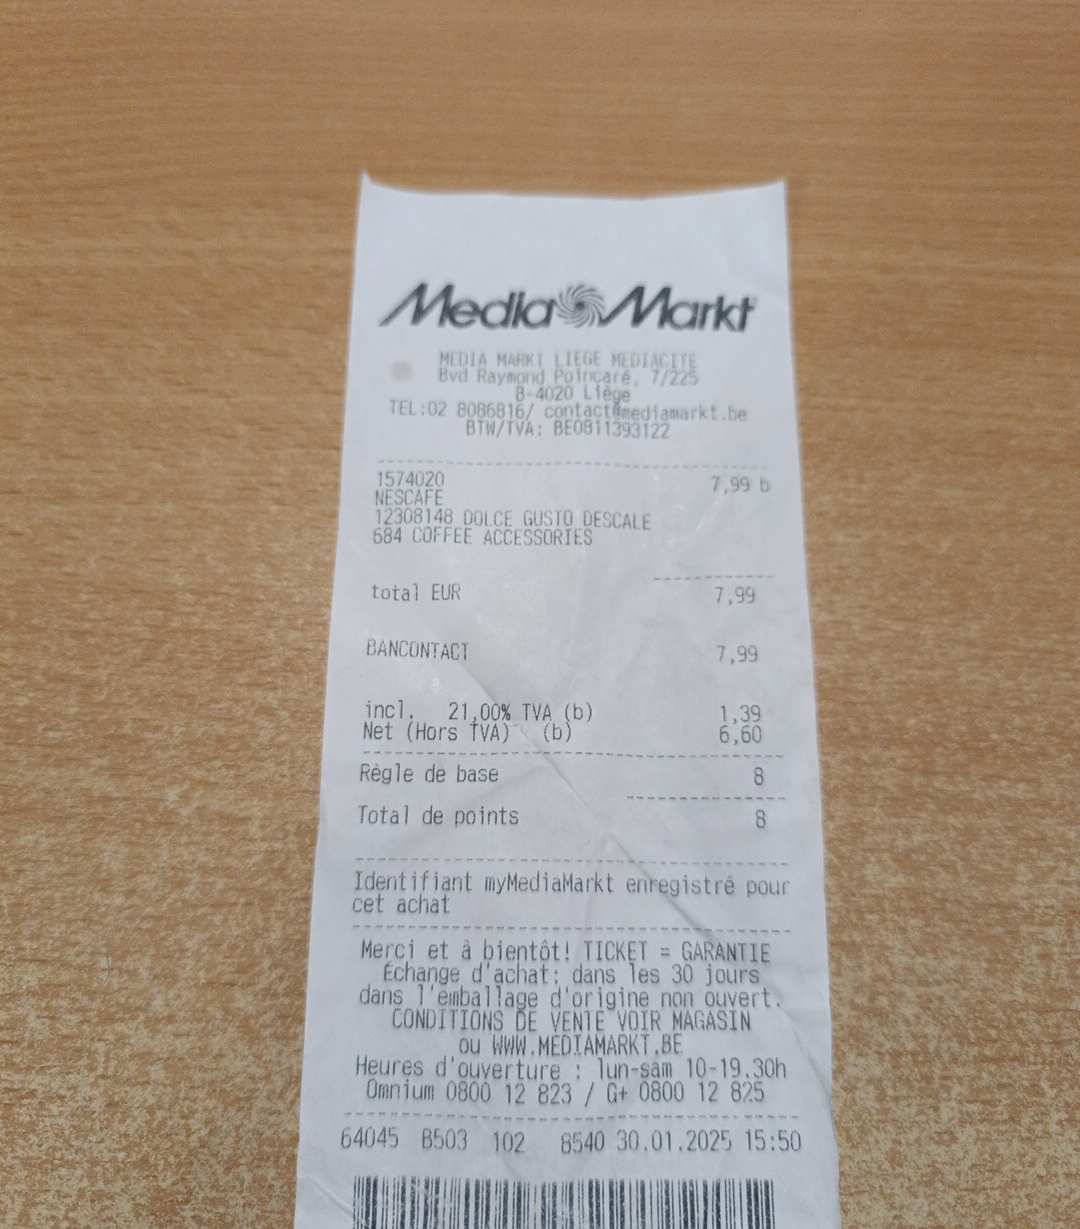 Media Markt
MEDIA MARKT LIEGE MEDIACITE
Bvd Raymond Poincaré, 7/225
B-4020 Liège
TEL:02 8086816/ contact@mediamarkt.be
BTW/TVA: BE0811393122
1574020 7,99 b
NESCAFE
12308148 DOLCE GUSTO DESCALE
684 COFFEE ACCESSORIES
total EUR 7,99
BANCONTACT 7,99
incl. 21,00% TVA (b) 1,39
Net (Hors TVA) (b) 6,60
Règle de base 8
Total de points 8
Identifiant myMediaMarkt enregistré pour
cet achat
Merci et à bientôt! TICKET = GARANTIE
Échange d'achat: dans les 30 jours
dans l'emballage d'origine non ouvert.
CONDITIONS DE VENTE VOIR MAGASIN
ou WWW.MEDIAMARKT.BE
Heures d'ouverture : lun-sam 10-19.30h
Omnium 0800 12 823 / G+ 0800 12 825
64045 B503 102 8540 30.01.2025 15:50